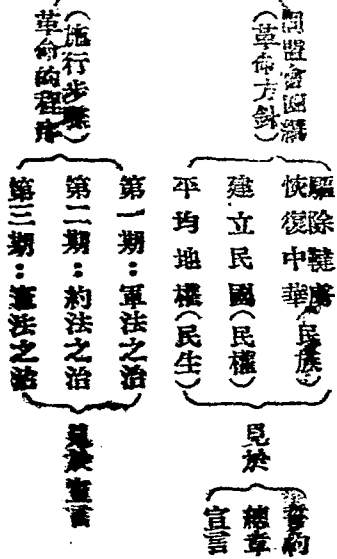 同盟會四綱
（革命方針）
驅除韃虜
恢復中華（民族）
建立民國（民權）
平均地權（民生）
見於
誓約
總章
宣言
革命的程序
（施行步驟）
第一期：軍法之治
第二期：約法之治
第三期：憲法之治
見於宣言